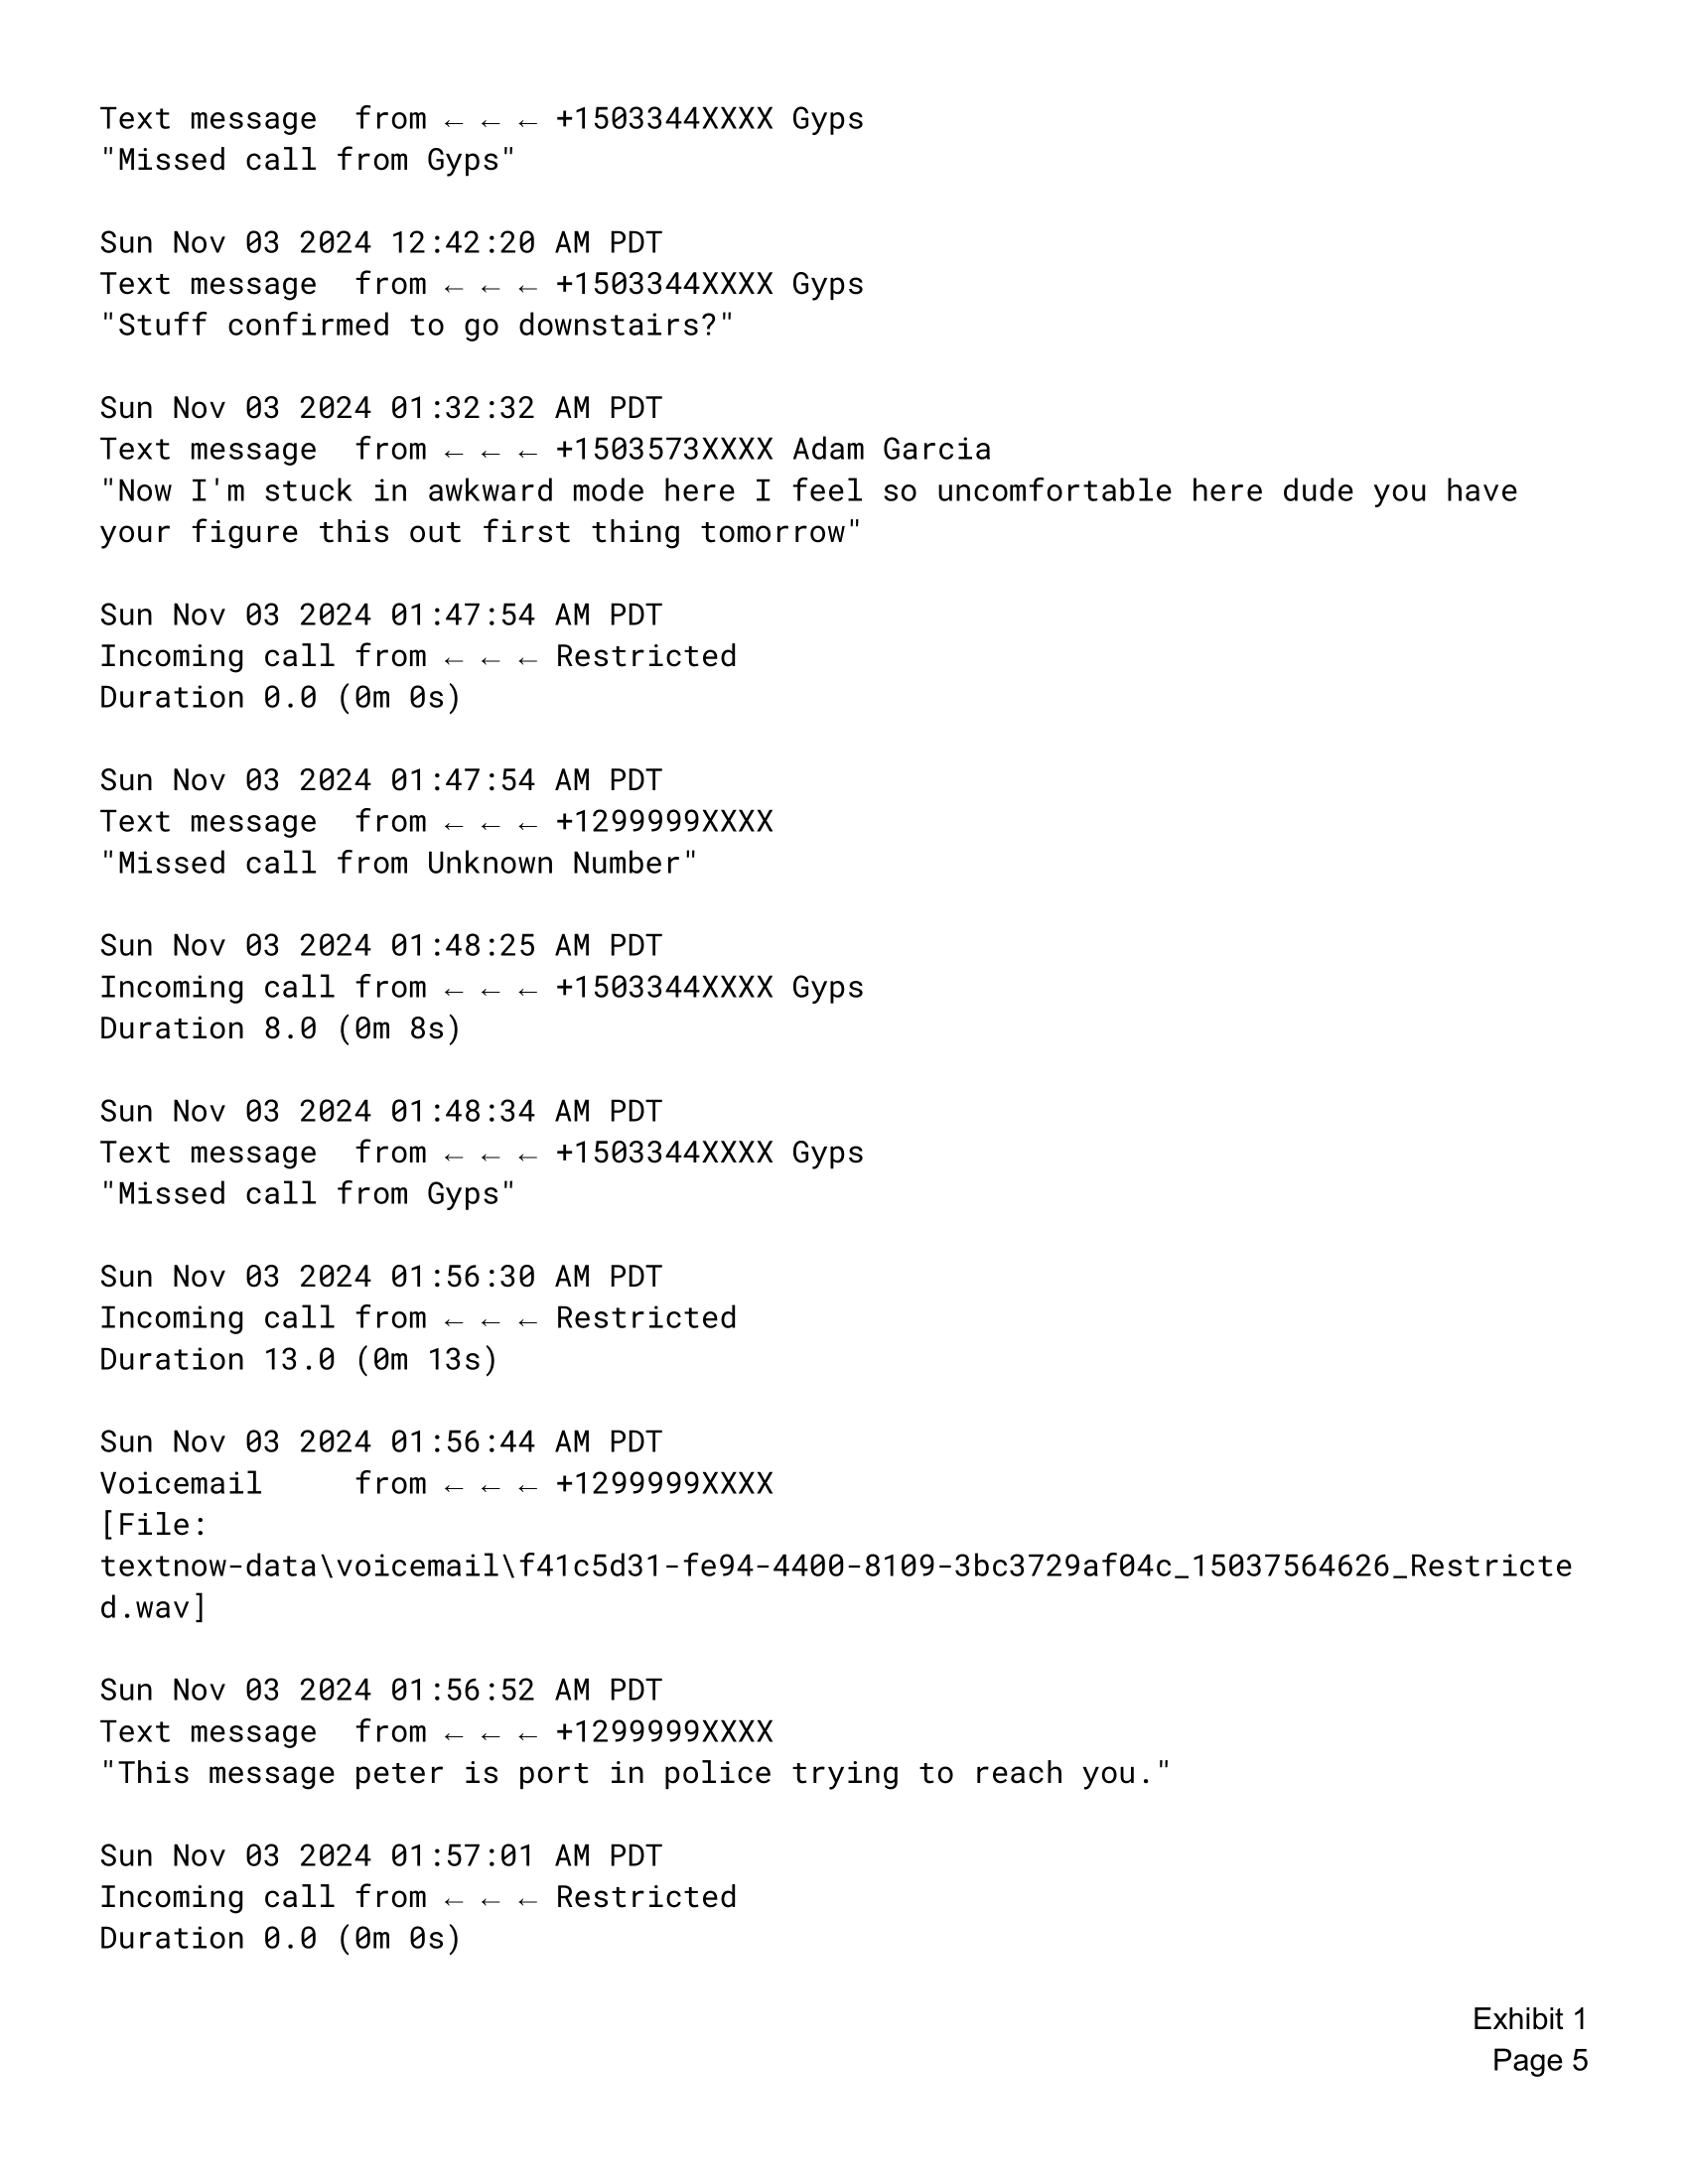 Text message  from ← ← ← +1503344XXXX Gyps
"Missed call from Gyps"
Sun Nov 03 2024 12:42:20 AM PDT
Text message  from ← ← ← +1503344XXXX Gyps
"Stuff confirmed to go downstairs?"
Sun Nov 03 2024 01:32:32 AM PDT
Text message  from ← ← ← +1503573XXXX Adam Garcia
"Now I'm stuck in awkward mode here I feel so uncomfortable here dude you have
your figure this out first thing tomorrow"
Sun Nov 03 2024 01:47:54 AM PDT
Incoming call from ← ← ← Restricted
Duration 0.0 (0m 0s)
Sun Nov 03 2024 01:47:54 AM PDT
Text message  from ← ← ← +1299999XXXX
"Missed call from Unknown Number"
Sun Nov 03 2024 01:48:25 AM PDT
Incoming call from ← ← ← +1503344XXXX Gyps
Duration 8.0 (0m 8s)
Sun Nov 03 2024 01:48:34 AM PDT
Text message  from ← ← ← +1503344XXXX Gyps
"Missed call from Gyps"
Sun Nov 03 2024 01:56:30 AM PDT
Incoming call from ← ← ← Restricted
Duration 13.0 (0m 13s)
Sun Nov 03 2024 01:56:44 AM PDT
Voicemail     from ← ← ← +1299999XXXX
[File:
textnow-data\voicemail\f41c5d31-fe94-4400-8109-3bc3729af04c_15037564626_Restricte
d.wav]
Sun Nov 03 2024 01:56:52 AM PDT
Text message  from ← ← ← +1299999XXXX
"This message peter is port in police trying to reach you."
Sun Nov 03 2024 01:57:01 AM PDT
Incoming call from ← ← ← Restricted
Duration 0.0 (0m 0s)
Exhibit 1
Page 5